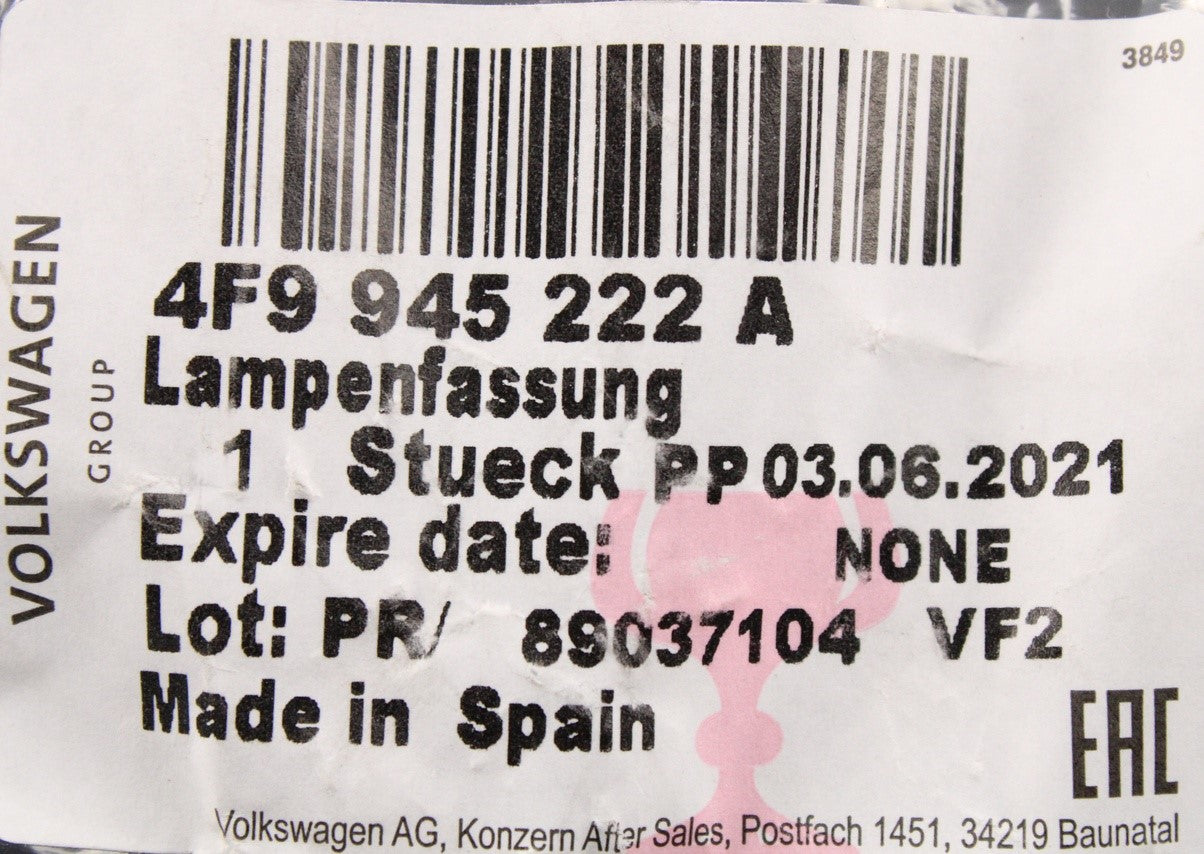 3849
VOLKSWAGEN
GROUP
4F9 945 222 A
Lampenfassung
1 Stueck PP 03.06.2021
Expire date: NONE
Lot: PR/ 89037104 VF2
Made in Spain
EAC
Volkswagen AG, Konzern After Sales, Postfach 1451, 34219 Baunatal